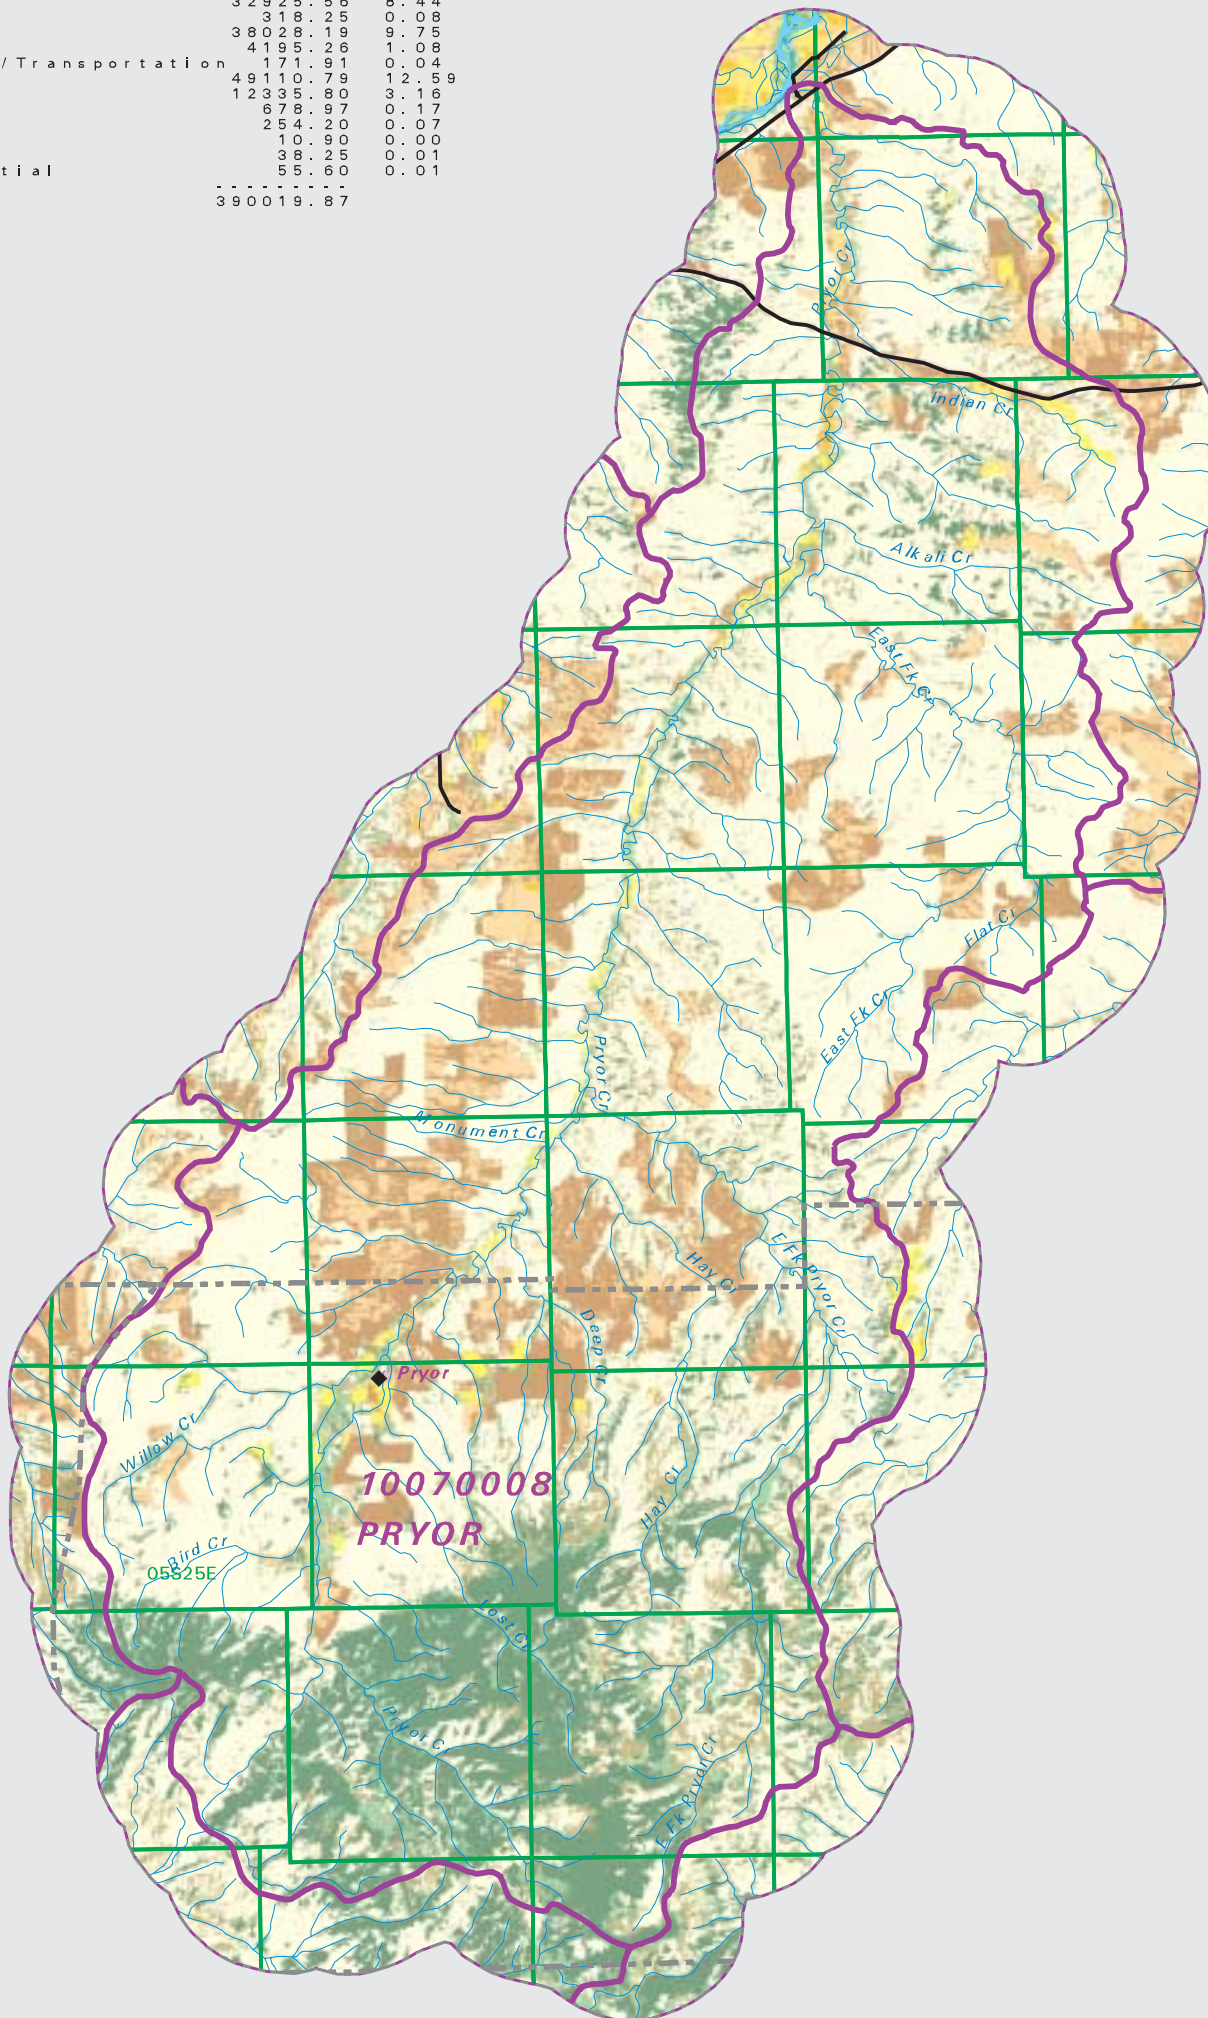 32925.56 8.44
318.25 0.08
38028.19 9.75
4195.26 1.08
/Transportation 171.91 0.04
49110.79 12.59
12335.80 3.16
678.97 0.17
254.20 0.07
10.90 0.00
38.25 0.01
tial 55.60 0.01
---------
390019.87
Pryor Cr
Indian Cr
Alkali Cr
East Fk Cr
Flat Cr
East Fk Cr
Pryor Cr
Monument Cr
E Fk Pryor Cr
Hay Cr
Deep Cr
Pryor
Willow Cr
10070008
PRYOR
Hay Cr
Bird Cr
05S25E
Lost Cr
Pryor Cr
E Fk Pryor Cr